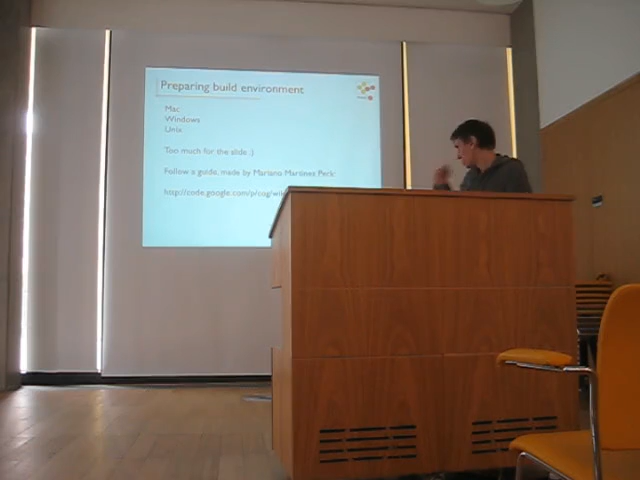 Preparing build environment
Mac
Windows
Unix
Too much for the slide :)
Follow a guide, made by Mariano Martinez Peck:
http://code.google.com/p/cog/wiki